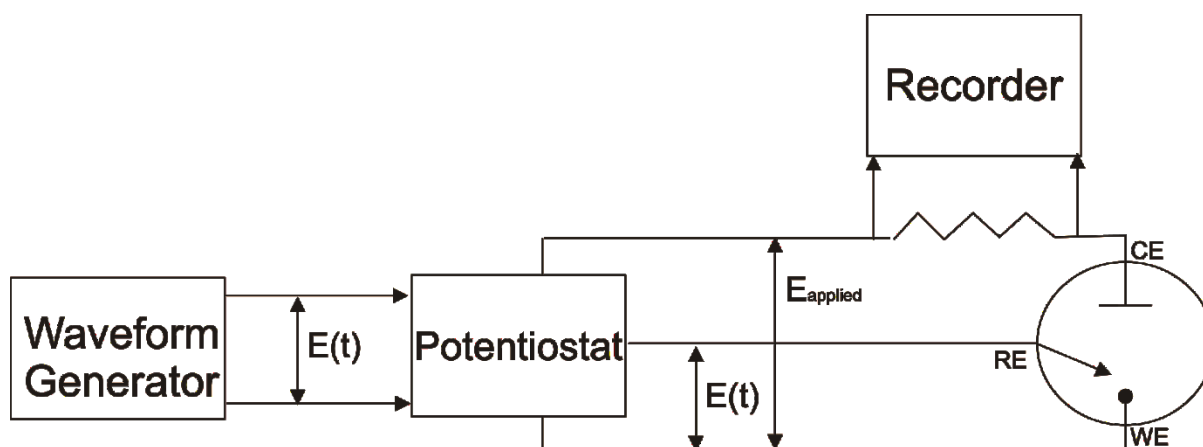 Recorder
CE
Eapplied
Waveform
Generator
E(t)
Potentiostat
RE
E(t)
WE